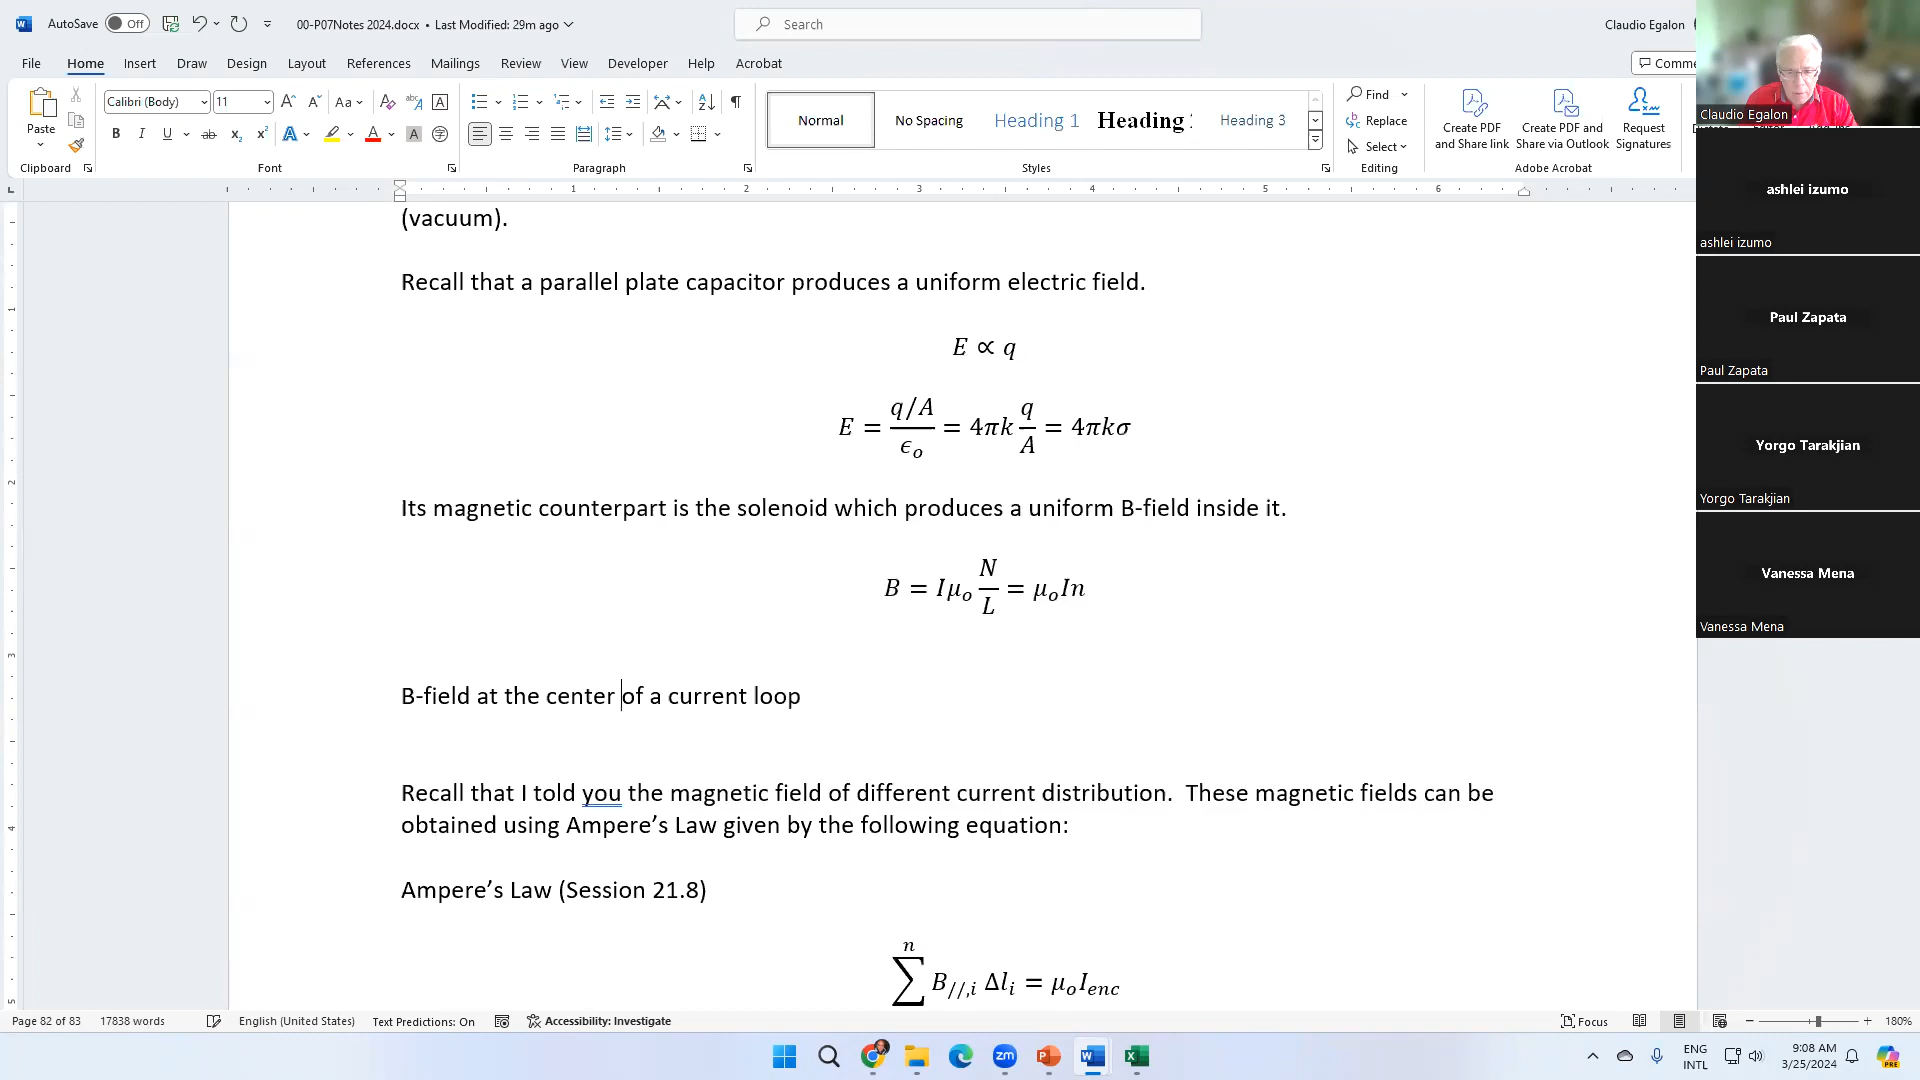 AutoSave Off 00-P07Notes 2024.docx • Last Modified: 29m ago Search Claudio Egalon
File Home Insert Draw Design Layout References Mailings Review View Developer Help Acrobat Comme
Paste Calibri (Body) 11 Aa Normal No Spacing Heading 1 Heading Heading 3 Find Replace Select Create PDF and Share link Create PDF and Share via Outlook Request Signatures
Clipboard Font Paragraph Styles Editing Adobe Acrobat
1 2 3 4 5 6
(vacuum).
Recall that a parallel plate capacitor produces a uniform electric field.
E ∝ q
E = q/A / ϵo = 4πk q/A = 4πkσ
Its magnetic counterpart is the solenoid which produces a uniform B-field inside it.
B = Iμo N/L = μoIn
B-field at the center of a current loop
Recall that I told you the magnetic field of different current distribution.  These magnetic fields can be
obtained using Ampere’s Law given by the following equation:
Ampere’s Law (Session 21.8)
n
∑ B//,i Δli = μoIenc
Claudio Egalon
ashlei izumo
ashlei izumo
Paul Zapata
Paul Zapata
Yorgo Tarakjian
Yorgo Tarakjian
Vanessa Mena
Vanessa Mena
Page 82 of 83 17838 words English (United States) Text Predictions: On Accessibility: Investigate Focus 180%
ENG INTL 9:08 AM 3/25/2024